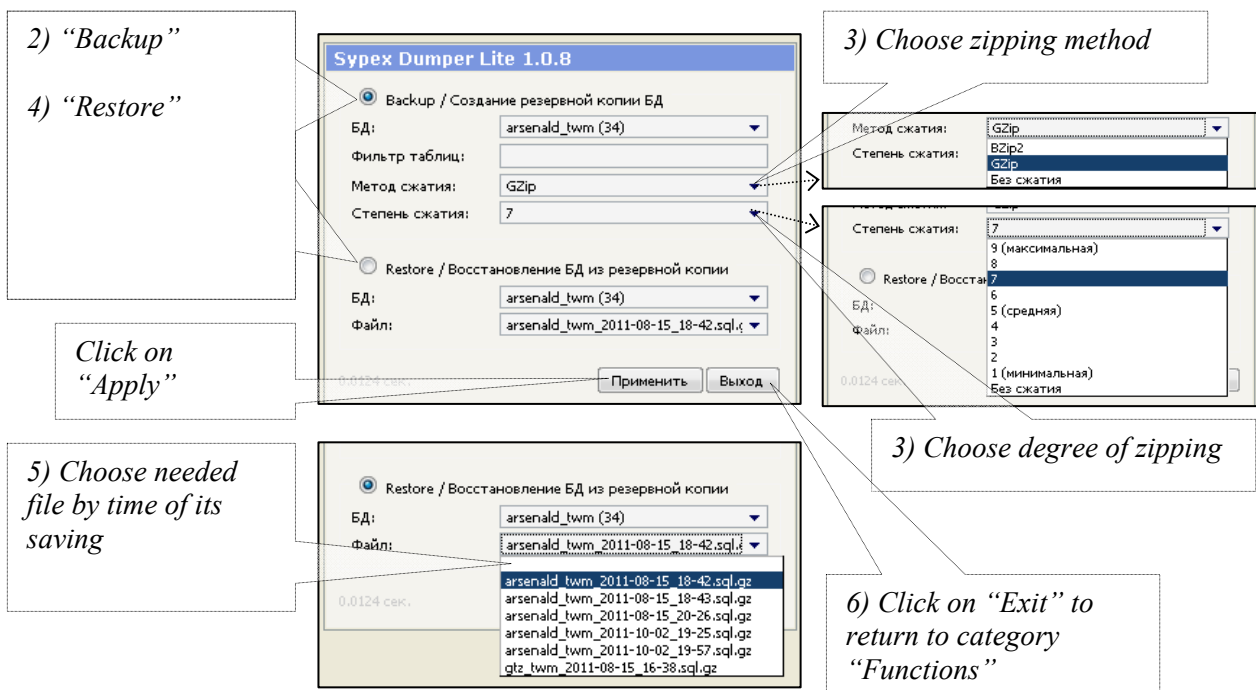 2) “Backup”
4) “Restore”
Click on
“Apply”
5) Choose needed
file by time of its
saving
Sypex Dumper Lite 1.0.8
Backup / Создание резервной копии БД
БД: arsenald_twm (34)
Фильтр таблиц:
Метод сжатия: GZip
Степень сжатия: 7
Restore / Восстановление БД из резервной копии
БД: arsenald_twm (34)
Файл: arsenald_twm_2011-08-15_18-42.sql.
0.0124 сек. Применить Выход
3) Choose zipping method
Метод сжатия: GZip
Степень сжатия: BZip2
GZip
Без сжатия
Степень сжатия: 7
9 (максимальная)
8
Restore / Восста 7
6
БД: 5 (средняя)
4
Файл: 3
2
1 (минимальная)
0.0124 сек Без сжатия
3) Choose degree of zipping
Restore / Восстановление БД из резервной копии
БД: arsenald_twm (34)
Файл: arsenald_twm_2011-08-15_18-42.sql.
arsenald_twm_2011-08-15_18-42.sql.gz
0.0124 сек. arsenald_twm_2011-08-15_18-43.sql.gz
arsenald_twm_2011-08-15_20-26.sql.gz
arsenald_twm_2011-10-02_19-25.sql.gz
arsenald_twm_2011-10-02_19-57.sql.gz
gtz_twm_2011-08-15_16-38.sql.gz
6) Click on “Exit” to
return to category
“Functions”